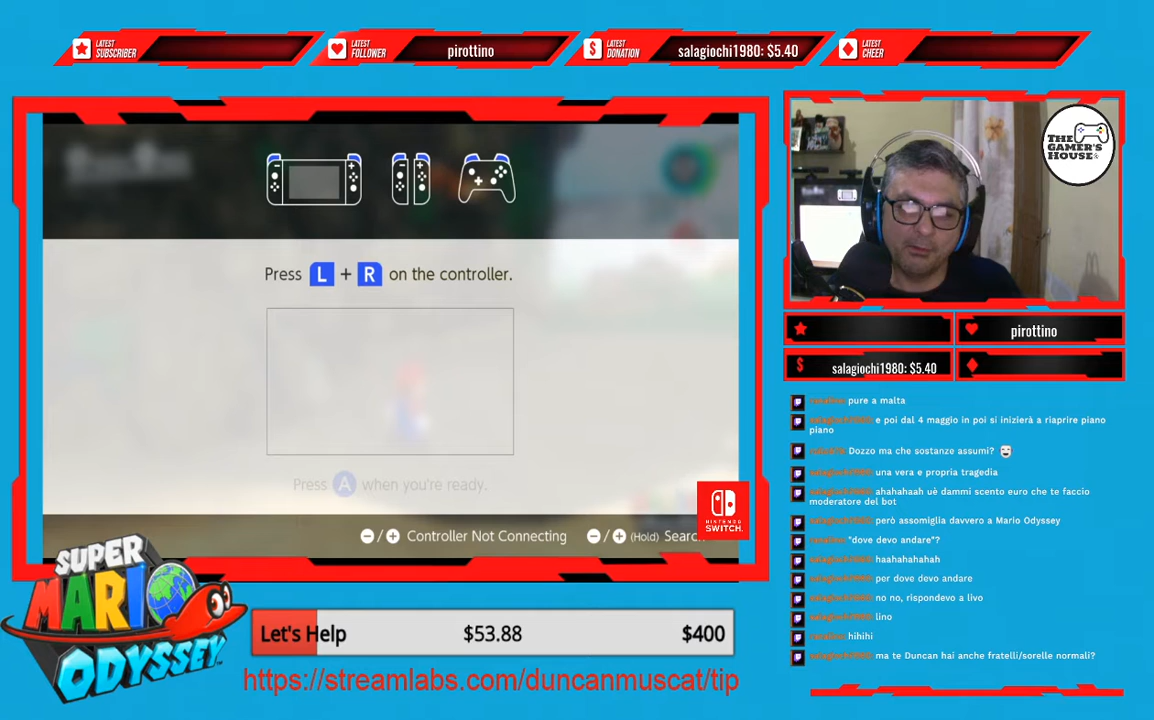 LATEST
SUBSCRIBER
LATEST
FOLLOWER
pirottino
LATEST
DONATION
salagiochi1980: $5.40
LATEST
CHEER
THE
GAMER'S
HOUSE
Press L + R on the controller.
Press A when you're ready.
Controller Not Connecting
(Hold) Searc
NINTENDO
SWITCH.
pirottino
salagiochi1980: $5.40
pure a malta
e poi dal 4 maggio in poi si inizierà a riaprire piano
piano
Dozzo ma che sostanze assumi?
una vera e propria tragedia
ahahahaah uè dammi scento euro che te faccio
moderatore del bot
però assomiglia davvero a Mario Odyssey
"dove devo andare"?
haahahahahah
per dove devo andare
no no, rispondevo a livo
lino
hihihi
ma te Duncan hai anche fratelli/sorelle normali?
SUPER
MARIO
ODYSSEY
Let's Help $53.88 $400
https://streamlabs.com/duncanmuscat/tip